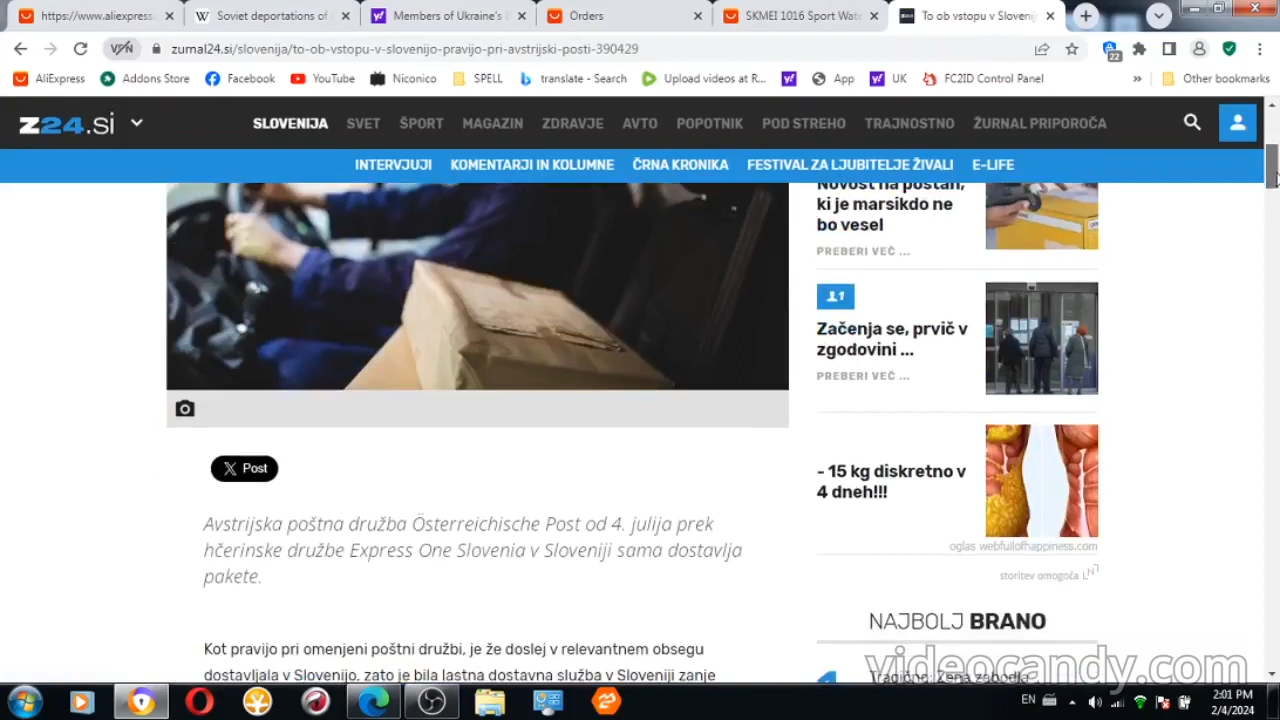 https://www.aliexpress.
Soviet deportations of
Members of Ukraine's
Orders
SKMEI 1016 Sport Wat
To ob vstopu v Slovenij
VPN
zurnal24.si/slovenija/to-ob-vstopu-v-slovenijo-pravijo-pri-avstrijski-posti-390429
22
AliExpress
Addons Store
Facebook
YouTube
Niconico
SPELL
translate - Search
Upload videos at R...
App
UK
FC2ID Control Panel
»
Other bookmarks
z24.si
SLOVENIJA
SVET
ŠPORT
MAGAZIN
ZDRAVJE
AVTO
POPOTNIK
POD STREHO
TRAJNOSTNO
ŽURNAL PRIPOROČA
INTERVJUJI
KOMENTARJI IN KOLUMNE
ČRNA KRONIKA
FESTIVAL ZA LJUBITELJE ŽIVALI
E-LIFE
Novost na poštah,
ki je marsikdo ne
bo vesel
PREBERI VEČ ...
1
Začenja se, prvič v
zgodovini ...
PREBERI VEČ ...
- 15 kg diskretno v
4 dneh!!!
oglas webfullofhappiness.com
storitev omogoča
X Post
Avstrijska poštna družba Österreichische Post od 4. julija prek
hčerinske družbe Express One Slovenia v Sloveniji sama dostavlja
pakete.
NAJBOLJ BRANO
Kot pravijo pri omenjeni poštni družbi, je že doslej v relevantnem obsegu
dostavljala v Slovenijo, zato je bila lastna dostavna služba v Sloveniji zanje
Tragično: Žena zabodla
videocandy.com
EN
2:01 PM
2/4/2024